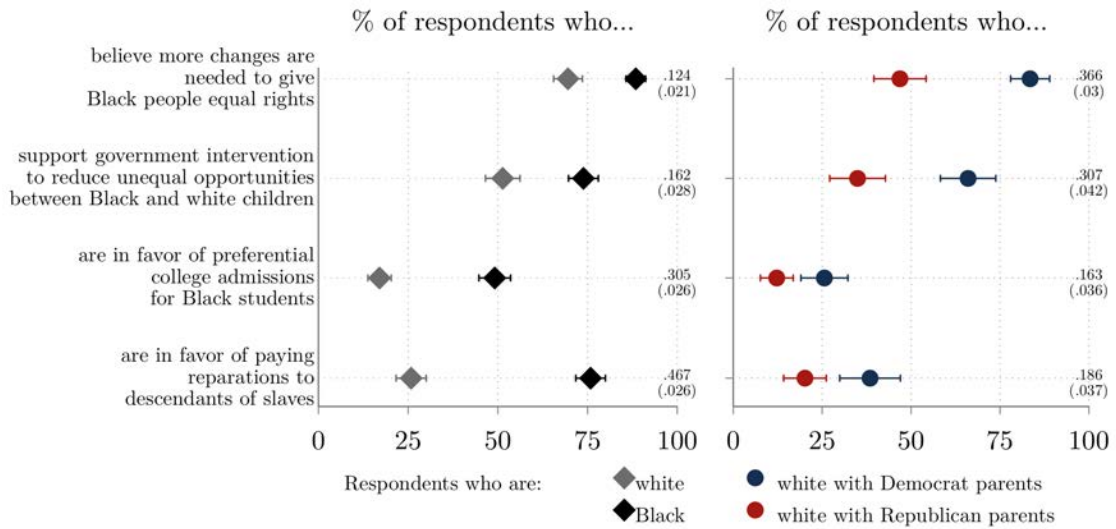 % of respondents who...
% of respondents who...
believe more changes are
needed to give
Black people equal rights
.124
(.021)
.366
(.03)
support government intervention
to reduce unequal opportunities
between Black and white children
.162
(.028)
.307
(.042)
are in favor of preferential
college admissions
for Black students
.305
(.026)
.163
(.036)
are in favor of paying
reparations to
descendants of slaves
.467
(.026)
.186
(.037)
0 25 50 75 100
0 25 50 75 100
Respondents who are:
white
Black
white with Democrat parents
white with Republican parents